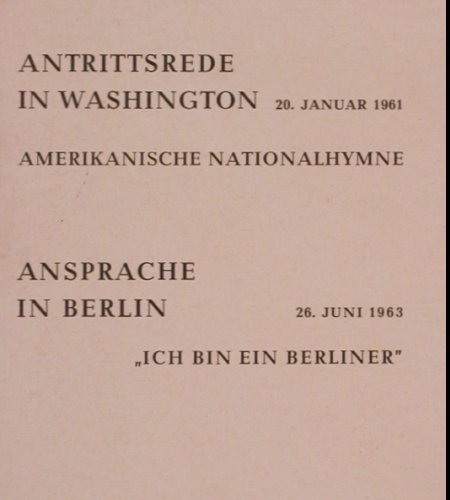 ANTRITTSREDE
IN WASHINGTON 20. JANUAR 1961
AMERIKANISCHE NATIONALHYMNE
ANSPRACHE
IN BERLIN 26. JUNI 1963
„ICH BIN EIN BERLINER"